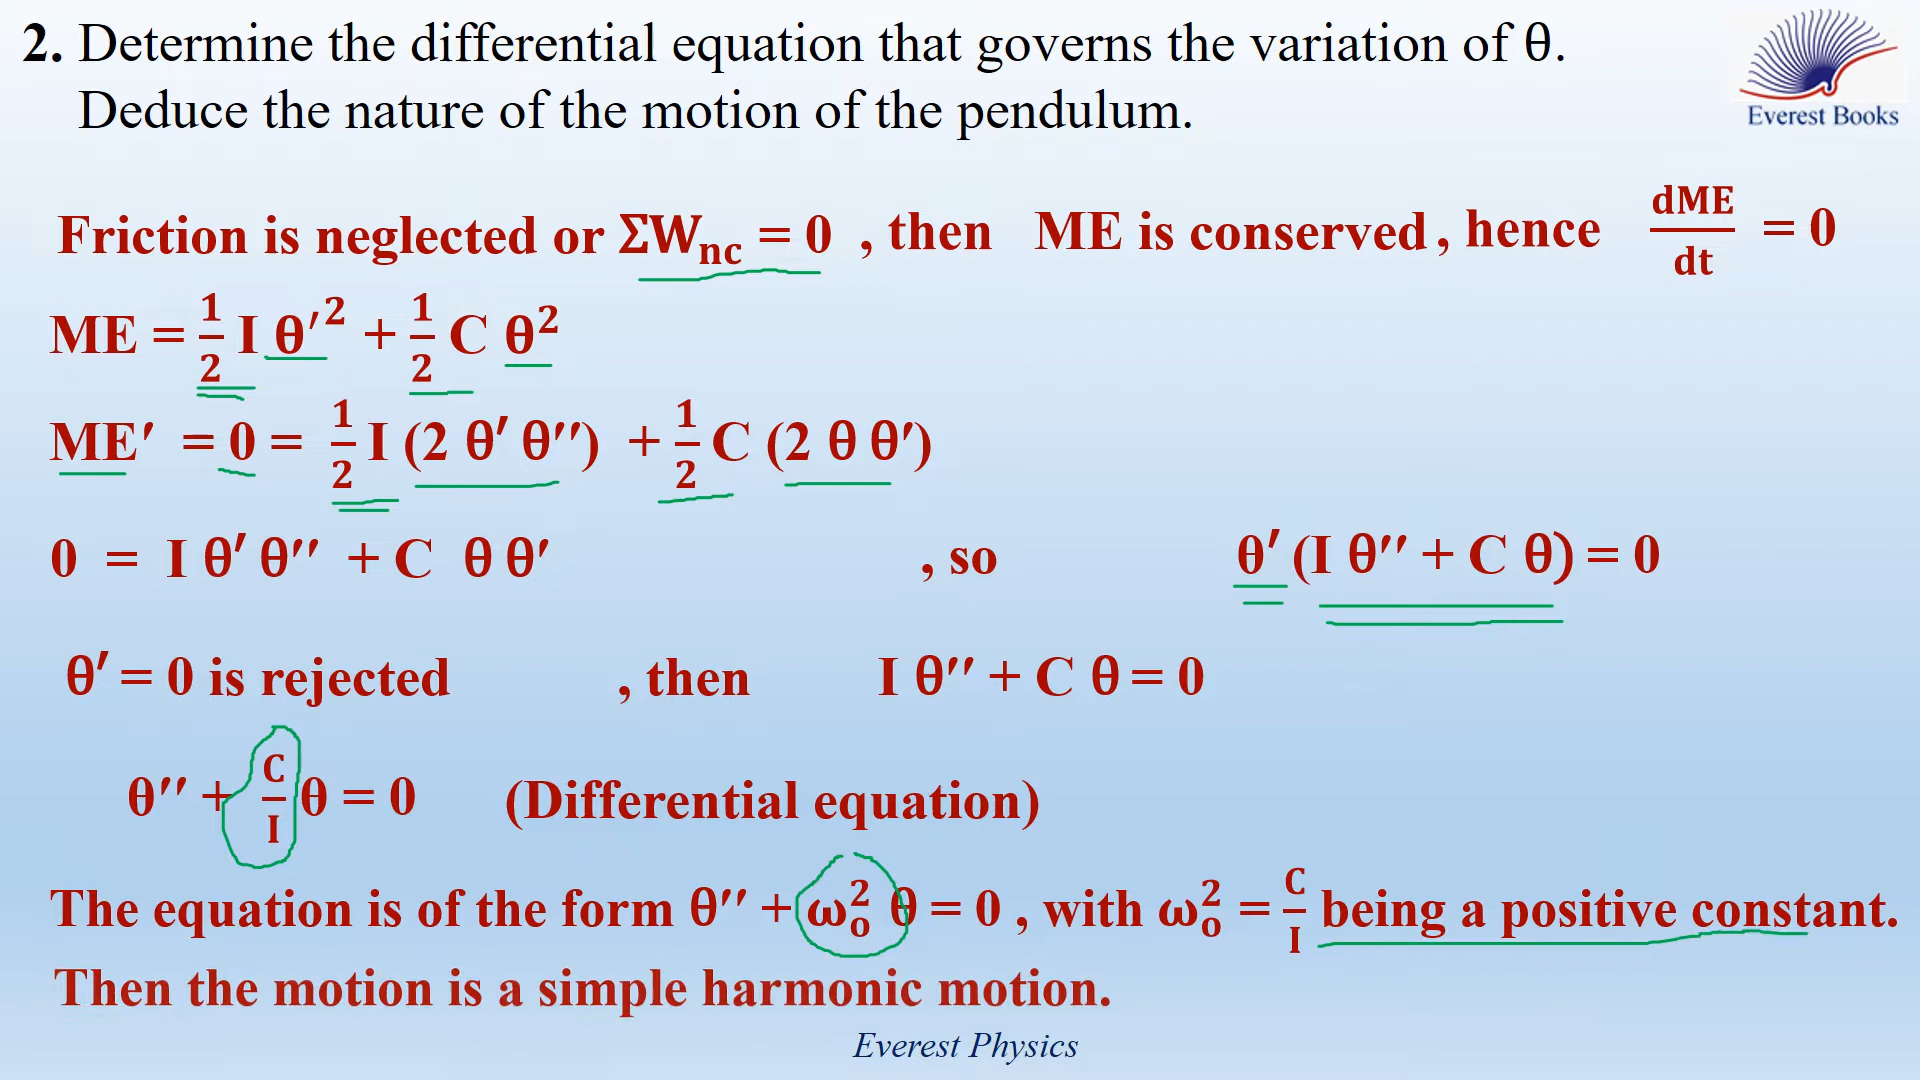 2. Determine the differential equation that governs the variation of θ.
Everest Books
Deduce the nature of the motion of the pendulum.
Friction is neglected or ΣWnc = 0 , then ME is conserved, hence dME/dt = 0
ME = 1/2 I θ′² + 1/2 C θ²
ME′ = 0 = 1/2 I (2 θ′ θ′′) + 1/2 C (2 θ θ′)
0 = I θ′ θ′′ + C θ θ′ , so θ′ (I θ′′ + C θ) = 0
θ′ = 0 is rejected , then I θ′′ + C θ = 0
θ′′ + C/I θ = 0 (Differential equation)
The equation is of the form θ′′ + ω₀² θ = 0 , with ω₀² = C/I being a positive constant.
Then the motion is a simple harmonic motion.
Everest Physics